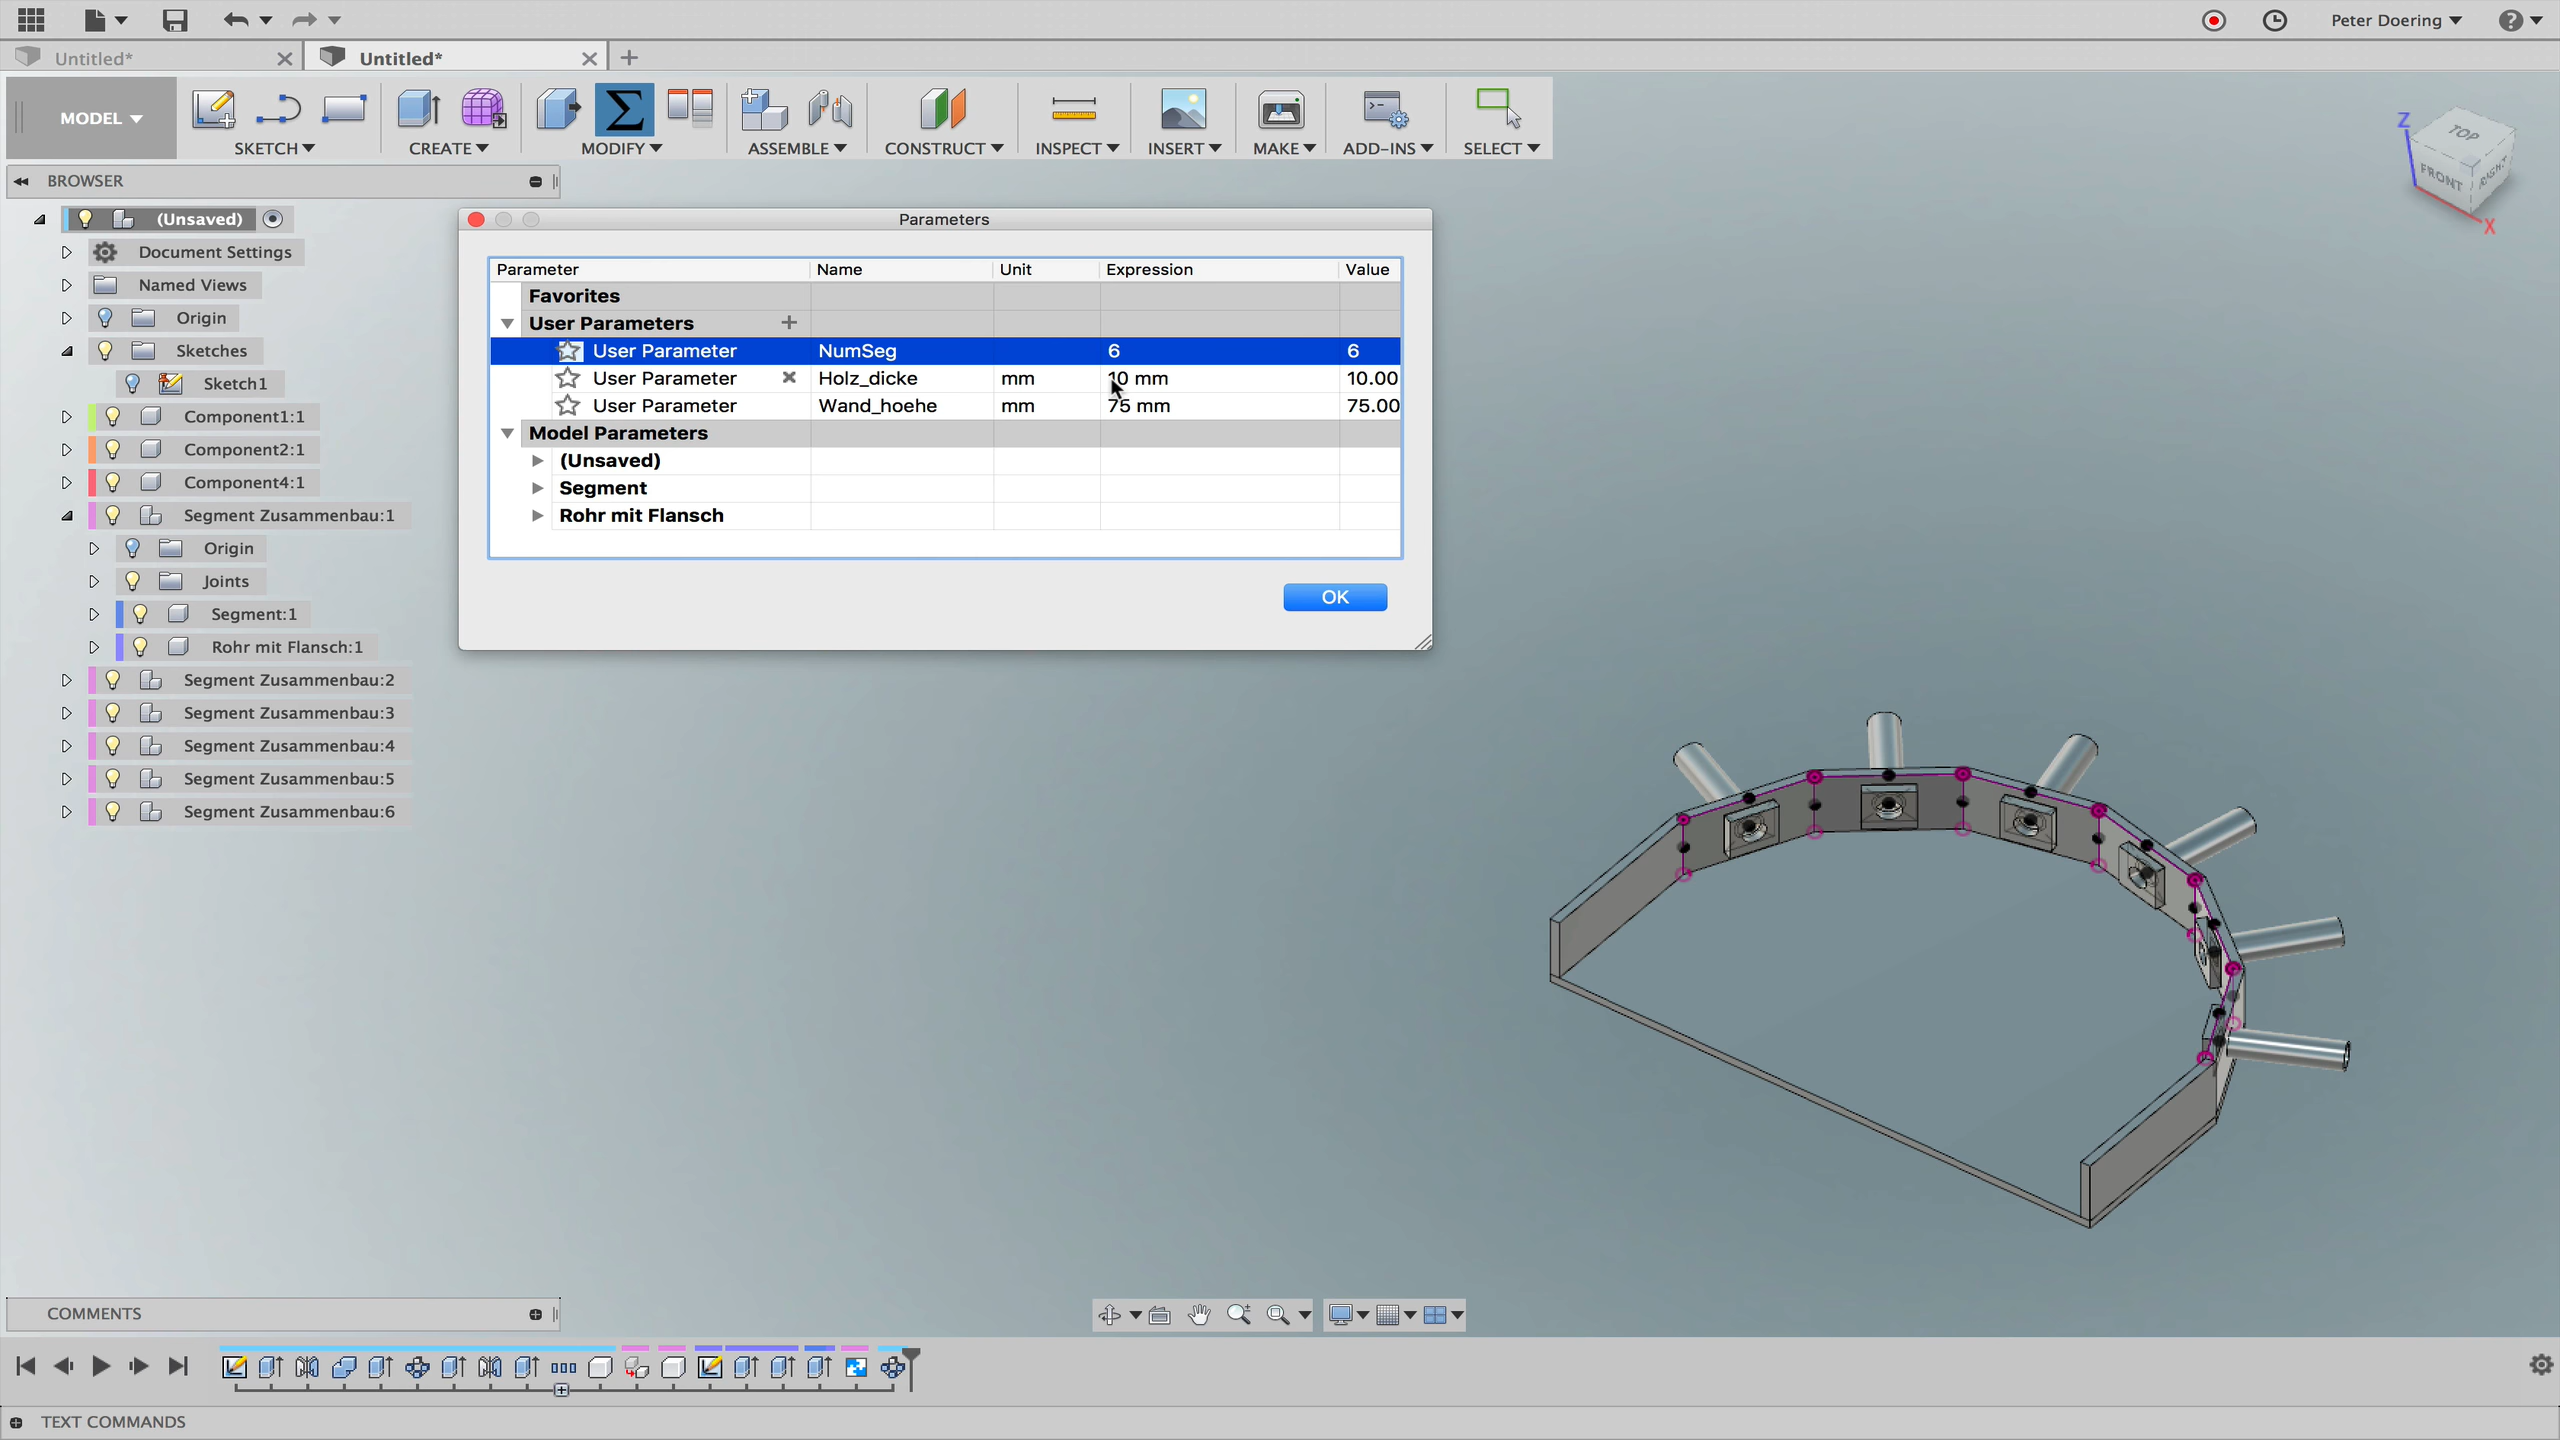 Peter Doering
Untitled*
Untitled*
MODEL
SKETCH
CREATE
MODIFY
ASSEMBLE
CONSTRUCT
INSPECT
INSERT
MAKE
ADD-INS
SELECT
Z
TOP
FRONT
RIGHT
X
BROWSER
(Unsaved)
Document Settings
Named Views
Origin
Sketches
Sketch1
Component1:1
Component2:1
Component4:1
Segment Zusammenbau:1
Origin
Joints
Segment:1
Rohr mit Flansch:1
Segment Zusammenbau:2
Segment Zusammenbau:3
Segment Zusammenbau:4
Segment Zusammenbau:5
Segment Zusammenbau:6
Parameters
Parameter Name Unit Expression Value
Favorites
User Parameters
User Parameter NumSeg 6 6
User Parameter Holz_dicke mm 10 mm 10.00
User Parameter Wand_hoehe mm 75 mm 75.00
Model Parameters
(Unsaved)
Segment
Rohr mit Flansch
OK
COMMENTS
TEXT COMMANDS